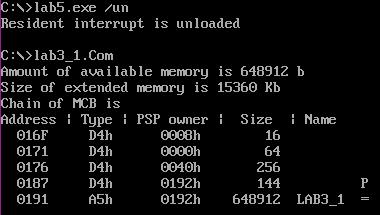 C:\>lab5.exe /un
Resident interrupt is unloaded
C:\>lab3_1.Com
Amount of available memory is 648912 b
Size of extended memory is 15360 Kb
Chain of MCB is
Address | Type | PSP owner | Size | Name
016F D4h 0008h 16
0171 D4h 0000h 64
0176 D4h 0040h 256
0187 D4h 0192h 144 P
0191 A5h 0192h 648912 LAB3_1 =